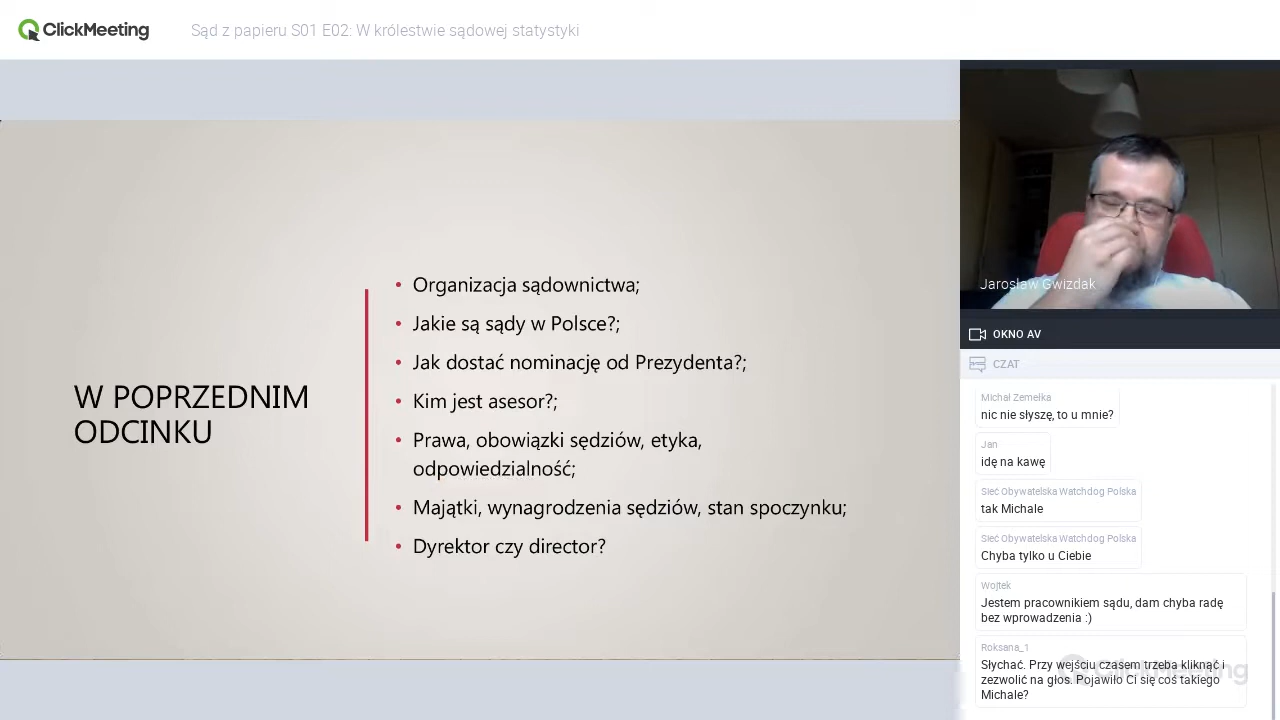 ClickMeeting
Sąd z papieru S01 E02: W królestwie sądowej statystyki
W POPRZEDNIM
ODCINKU
• Organizacja sądownictwa;
• Jakie są sądy w Polsce?;
• Jak dostać nominację od Prezydenta?;
• Kim jest asesor?;
• Prawa, obowiązki sędziów, etyka,
odpowiedzialność;
• Majątki, wynagrodzenia sędziów, stan spoczynku;
• Dyrektor czy director?
Jarosław Gwizdak
OKNO AV
CZAT
Michał Zemełka
nic nie słyszę, to u mnie?
Jan
idę na kawę
Sieć Obywatelska Watchdog Polska
tak Michale
Sieć Obywatelska Watchdog Polska
Chyba tylko u Ciebie
Wojtek
Jestem pracownikiem sądu, dam chyba radę
bez wprowadzenia :)
Roksana_1
Słychać. Przy wejściu czasem trzeba kliknąć i
zezwolić na głos. Pojawiło Ci się coś takiego
Michale?
ClickMeeting